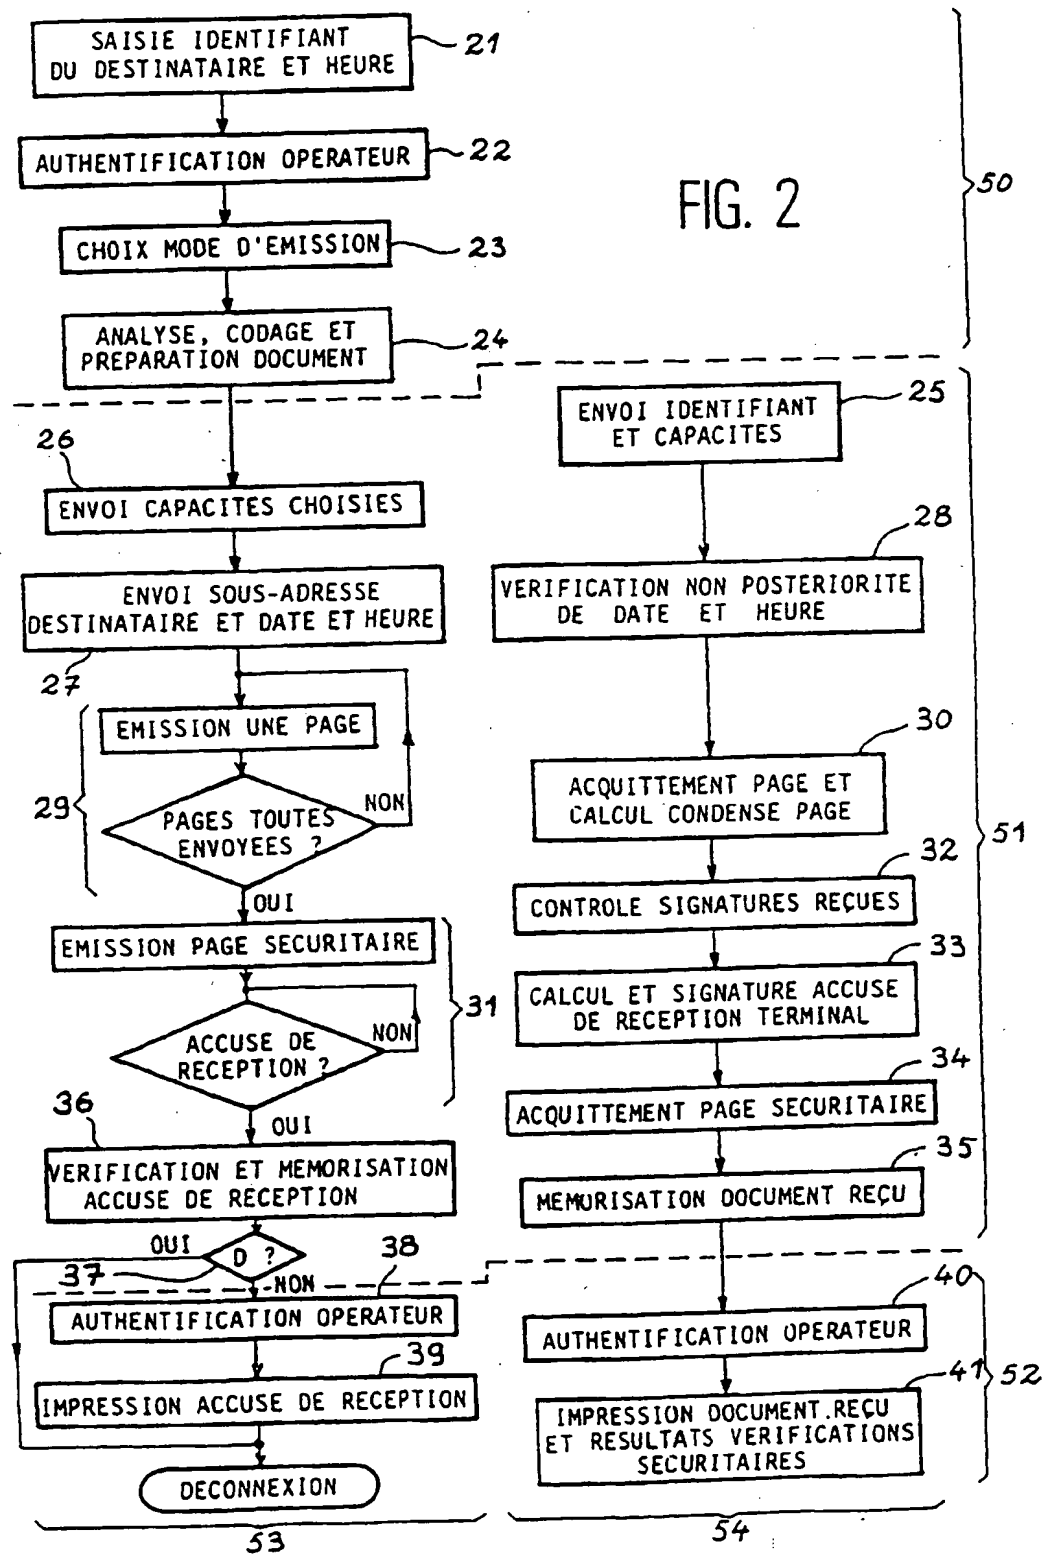 SAISIE IDENTIFIANT
DU DESTINATAIRE ET HEURE
21
AUTHENTIFICATION OPERATEUR
22
50
FIG. 2
CHOIX MODE D'EMISSION
23
ANALYSE, CODAGE ET
PREPARATION DOCUMENT
24
ENVOI IDENTIFIANT
ET CAPACITES
25
26
ENVOI CAPACITES CHOISIES
28
ENVOI SOUS-ADRESSE
DESTINATAIRE ET DATE ET HEURE
27
VERIFICATION NON POSTERIORITE
DE DATE ET HEURE
EMISSION UNE PAGE
30
29
PAGES TOUTES
ENVOYEES ?
NON
ACQUITTEMENT PAGE ET
CALCUL CONDENSE PAGE
51
32
OUI
CONTROLE SIGNATURES REÇUES
EMISSION PAGE SECURITAIRE
33
31
CALCUL ET SIGNATURE ACCUSE
DE RECEPTION TERMINAL
ACCUSE DE
RECEPTION ?
NON
34
36
OUI
ACQUITTEMENT PAGE SECURITAIRE
35
VERIFICATION ET MEMORISATION
ACCUSE DE RECEPTION
MEMORISATION DOCUMENT REÇU
OUI
D ?
37
38
NON
40
AUTHENTIFICATION OPERATEUR
AUTHENTIFICATION OPERATEUR
39
41
52
IMPRESSION ACCUSE DE RECEPTION
IMPRESSION DOCUMENT.REÇU
ET RESULTATS VERIFICATIONS
SECURITAIRES
DECONNEXION
53
54